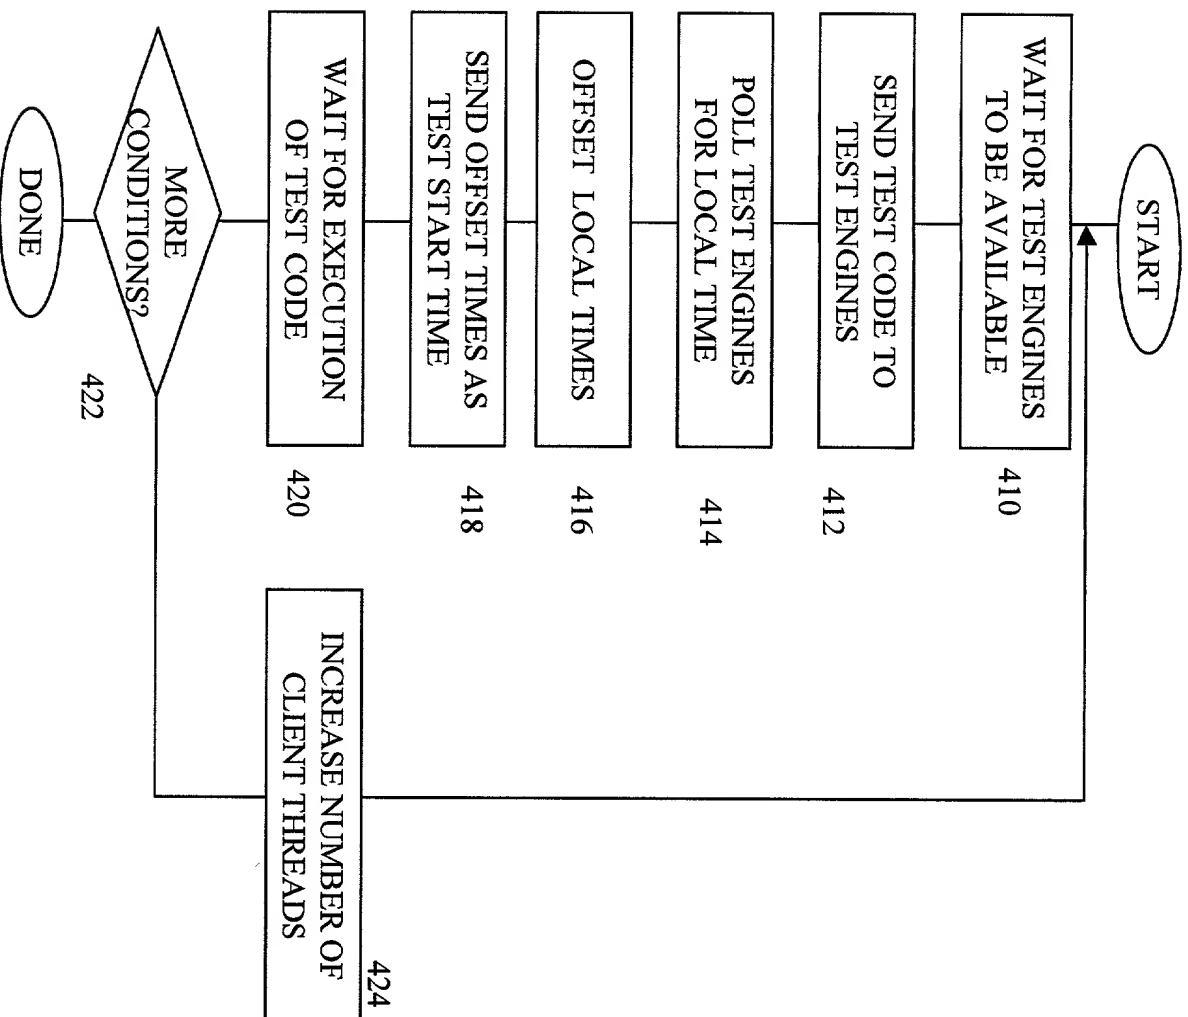 START
WAIT FOR TEST ENGINES
TO BE AVAILABLE
410
SEND TEST CODE TO
TEST ENGINES
412
POLL TEST ENGINES
FOR LOCAL TIME
414
OFFSET LOCAL TIMES
416
SEND OFFSET TIMES AS
TEST START TIME
418
WAIT FOR EXECUTION
OF TEST CODE
420
INCREASE NUMBER OF
CLIENT THREADS
424
MORE
CONDITIONS?
422
DONE